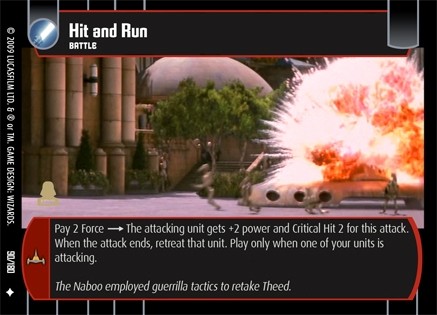 Hit and Run
BATTLE
© 2009 LUCASFILM LTD. & ® or TM. GAME DESIGN: WIZARDS.
Pay 2 Force → The attacking unit gets +2 power and Critical Hit 2 for this attack.
When the attack ends, retreat that unit. Play only when one of your units is
attacking.
The Naboo employed guerrilla tactics to retake Theed.